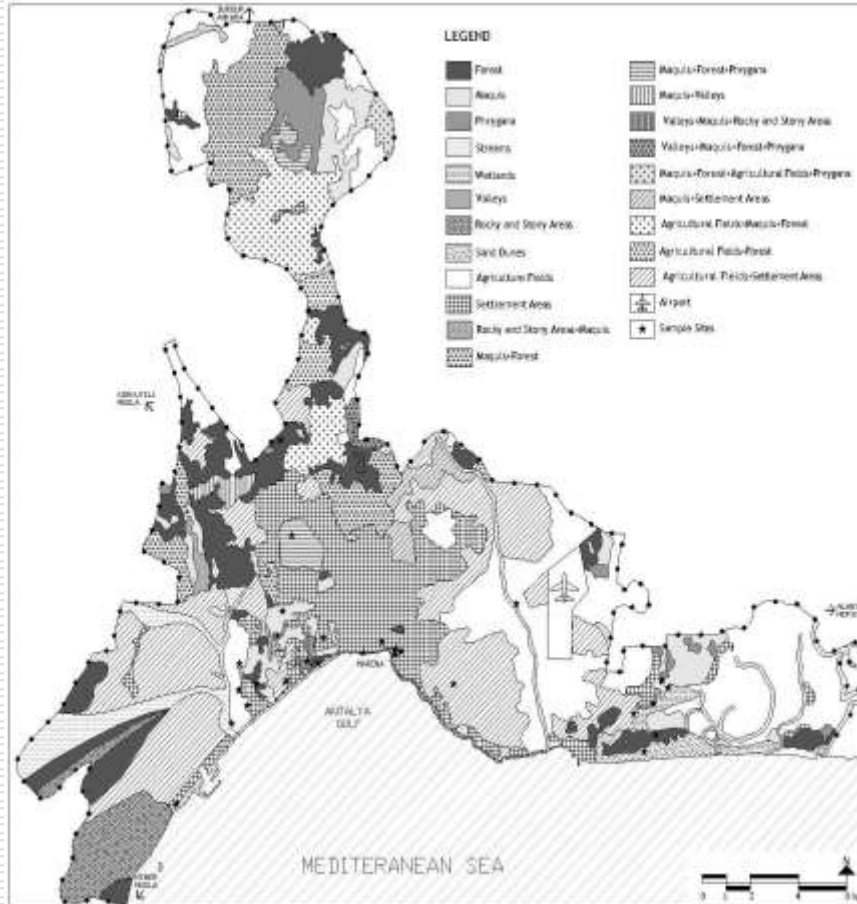 LEGEND
Forest
Maquis
Phrygana
Streams
Wetlands
Valleys
Rocky and Stony Areas
Sand Dunes
Agriculture Fields
Settlement Areas
Rocky and Stony Areas+Maquis
Maquis+Forest
Maquis+Forest+Phrygana
Maquis+Valleys
Valleys+Maquis+Rocky and Stony Areas
Valleys+Maquis+Forest+Phrygana
Maquis+Forest+Agricultural Fields+Phrygana
Maquis+Settlement Areas
Agricultural Fields+Maquis+Forest
Agricultural Fields+Forest
Agricultural Fields+Settlement Areas
Airport
Sample Sites
MARINA
ANTALYA
GULF
MEDITERANEAN SEA
N